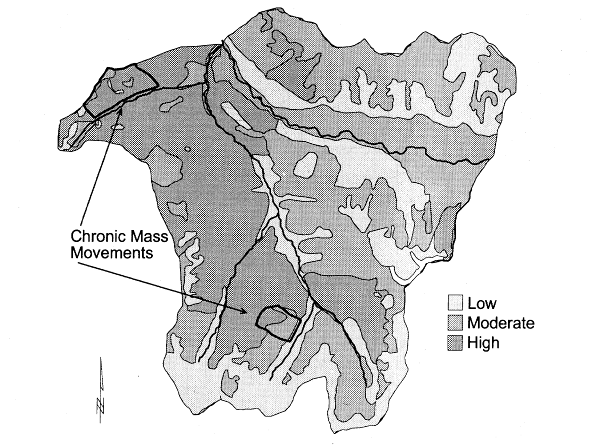 Chronic Mass
Movements
Low
Moderate
High
N